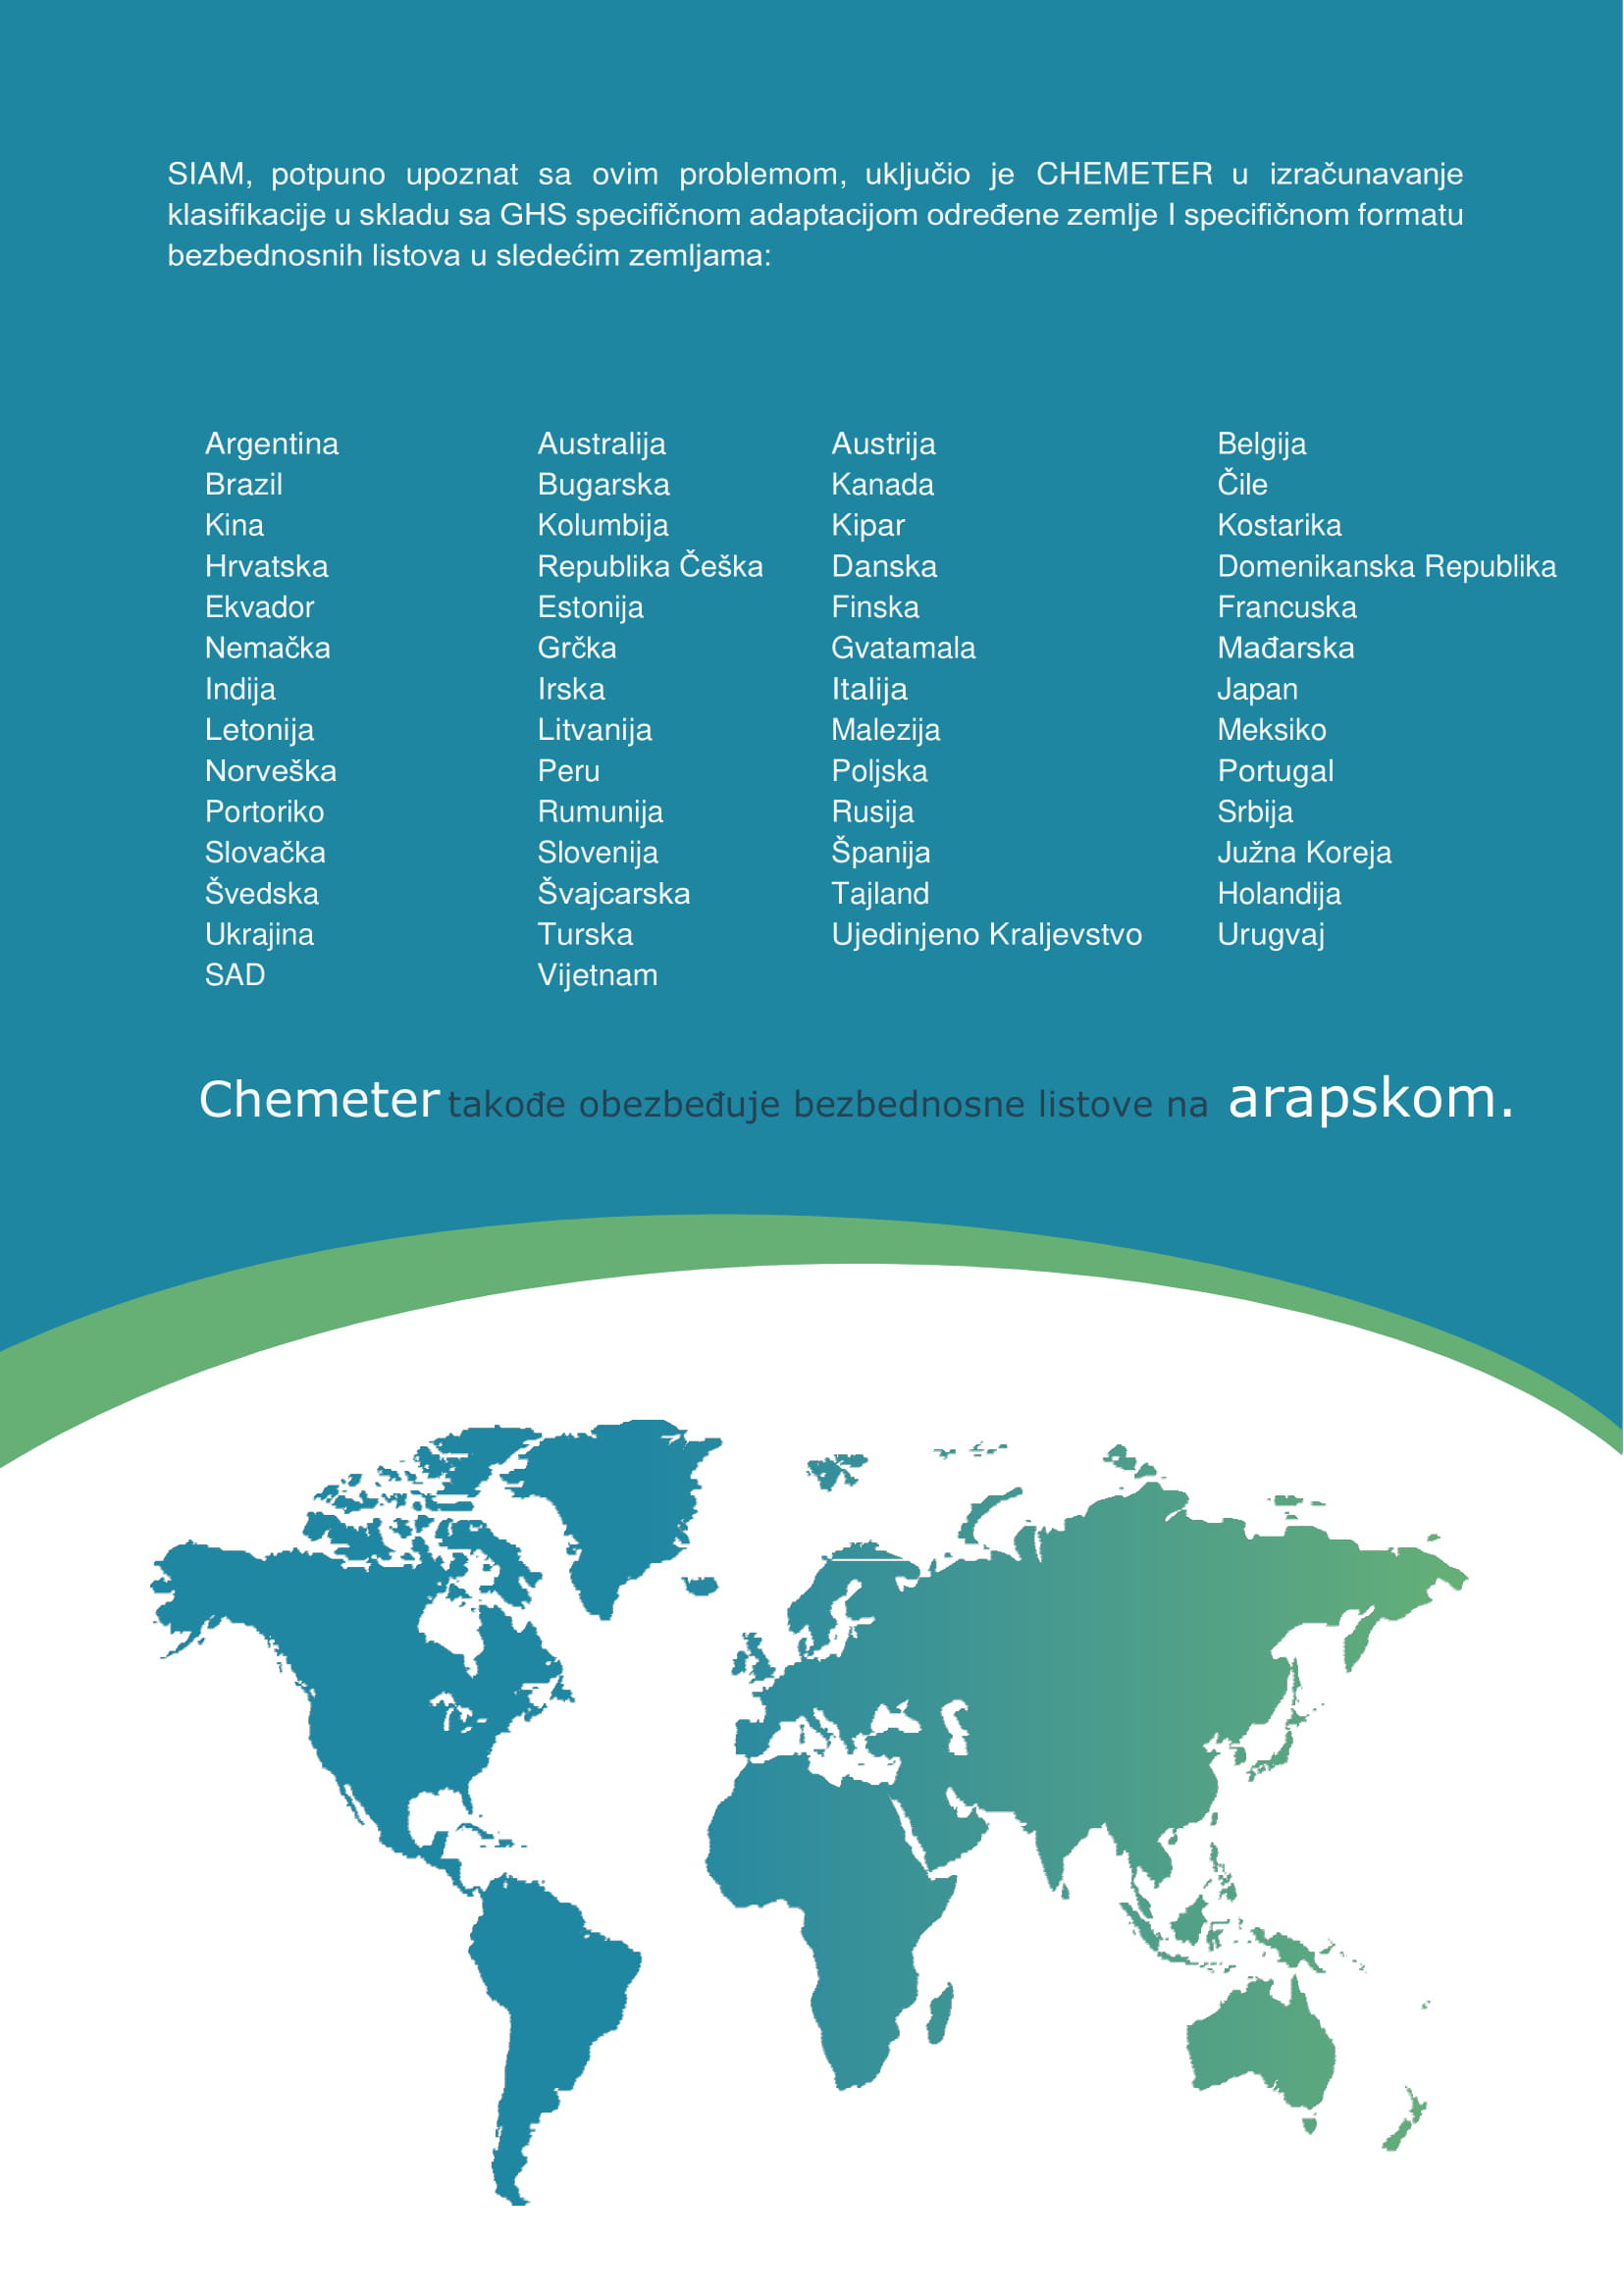 SIAM, potpuno upoznat sa ovim problemom, uključio je CHEMETER u izračunavanje
klasifikacije u skladu sa GHS specifičnom adaptacijom određene zemlje I specifičnom formatu
bezbednosnih listova u sledećim zemljama:
Argentina Australija Austrija Belgija
Brazil Bugarska Kanada Čile
Kina Kolumbija Kipar Kostarika
Hrvatska Republika Češka Danska Domenikanska Republika
Ekvador Estonija Finska Francuska
Nemačka Grčka Gvatamala Mađarska
Indija Irska Italija Japan
Letonija Litvanija Malezija Meksiko
Norveška Peru Poljska Portugal
Portoriko Rumunija Rusija Srbija
Slovačka Slovenija Španija Južna Koreja
Švedska Švajcarska Tajland Holandija
Ukrajina Turska Ujedinjeno Kraljevstvo Urugvaj
SAD Vijetnam
Chemeter takođe obezbeđuje bezbednosne listove na arapskom.